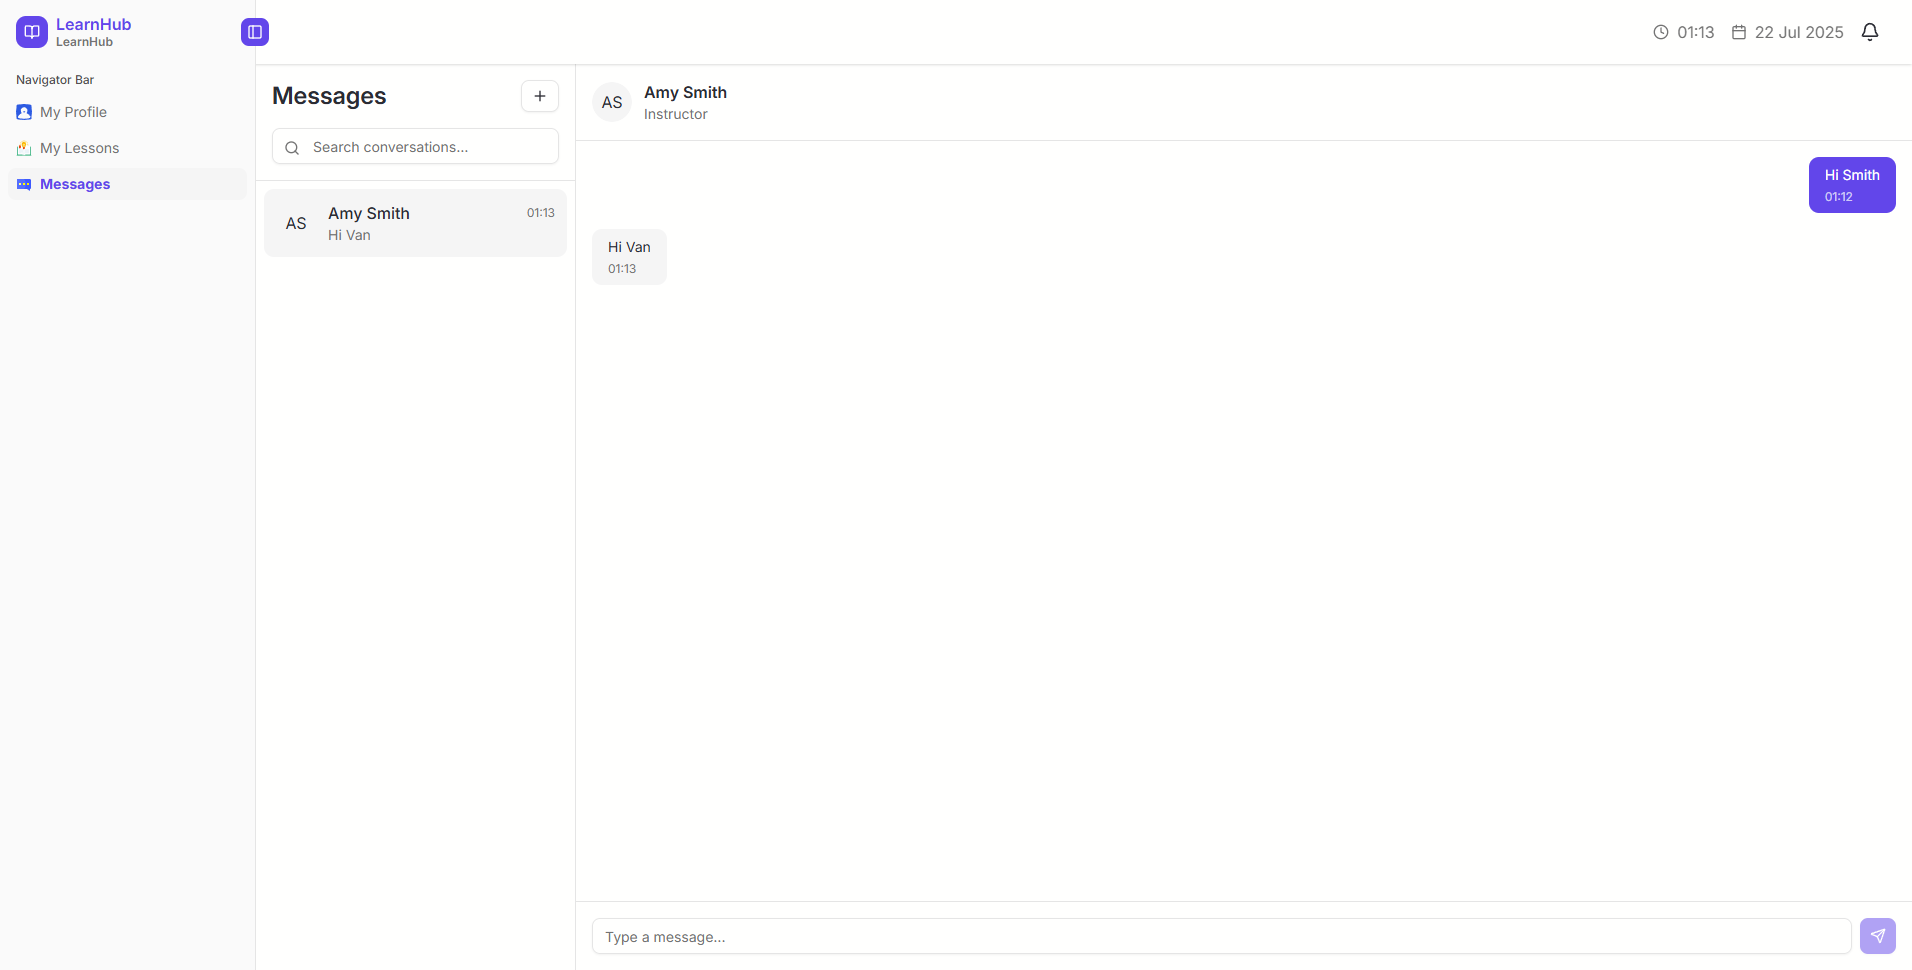 LearnHub
LearnHub
Navigator Bar
My Profile
My Lessons
Messages
01:13
22 Jul 2025
Messages
Search conversations...
AS
Amy Smith
01:13
Hi Van
AS
Amy Smith
Instructor
Hi Smith
01:12
Hi Van
01:13
Type a message...